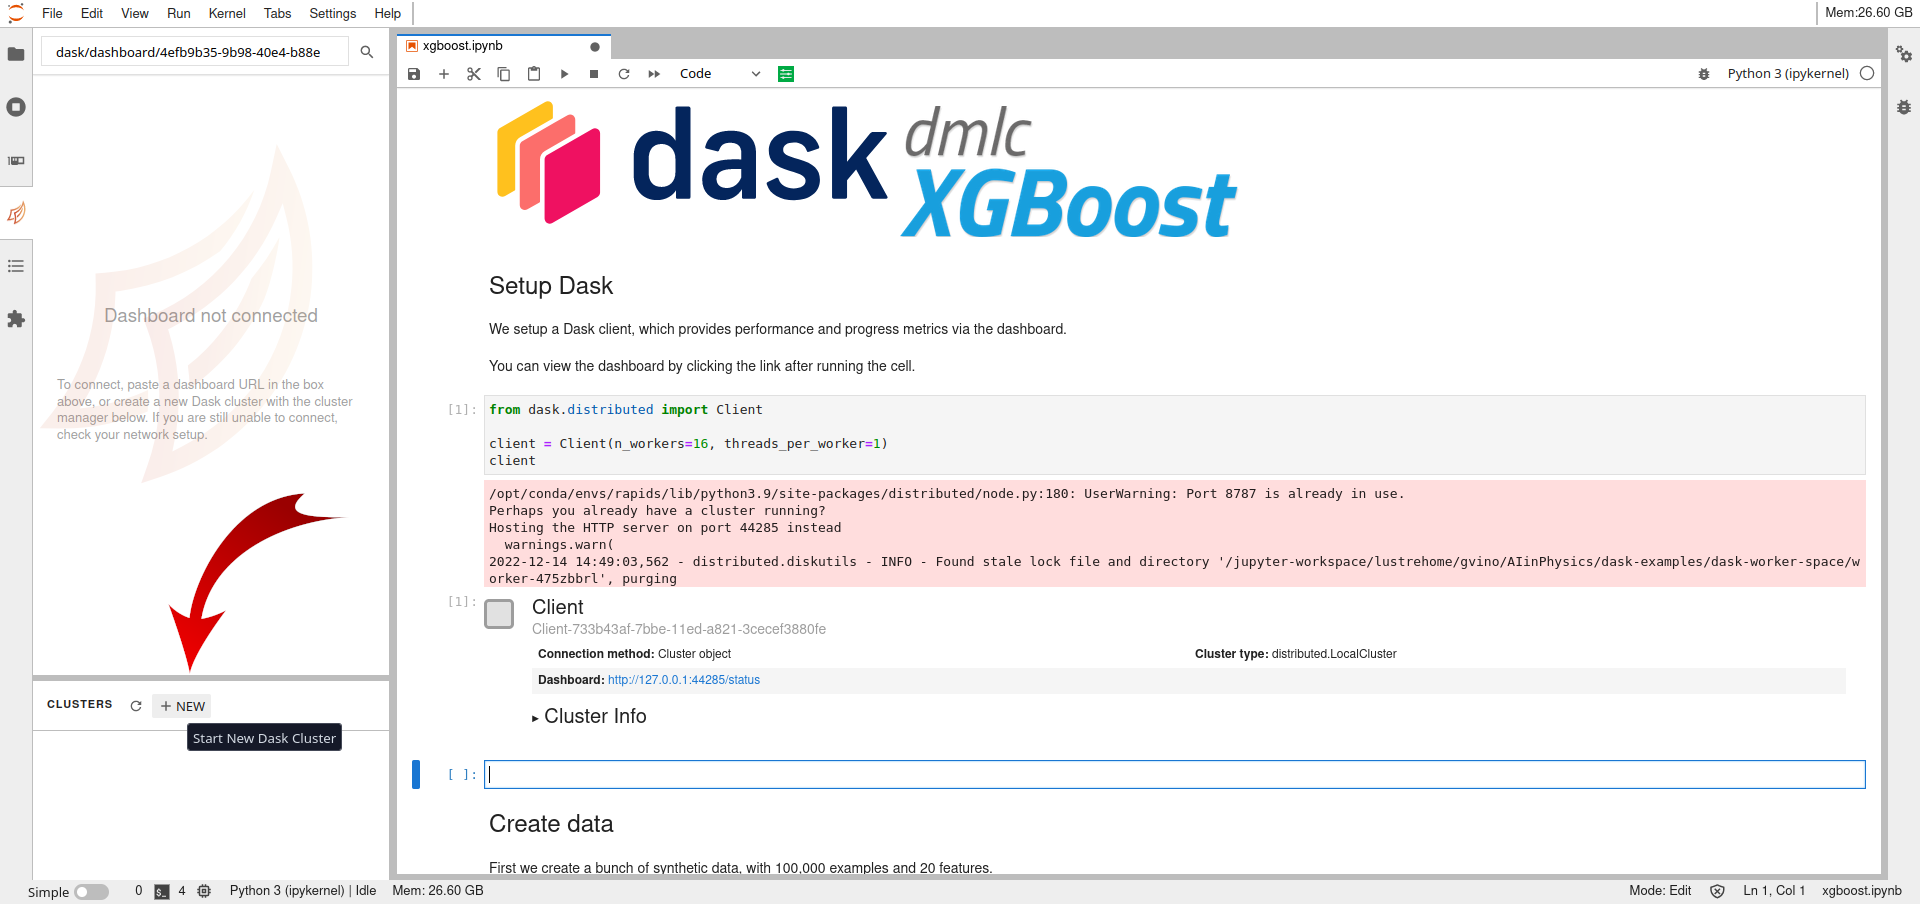 File Edit View Run Kernel Tabs Settings Help
Mem:26.60 GB
dask/dashboard/4efb9b35-9b98-40e4-b88e
Dashboard not connected
To connect, paste a dashboard URL in the box
above, or create a new Dask cluster with the cluster
manager below. If you are still unable to connect,
check your network setup.
CLUSTERS
+ NEW
Start New Dask Cluster
xgboost.ipynb
Code
Python 3 (ipykernel)
dask
dmlc
XGBoost
Setup Dask
We setup a Dask client, which provides performance and progress metrics via the dashboard.
You can view the dashboard by clicking the link after running the cell.
[1]:
from dask.distributed import Client
client = Client(n_workers=16, threads_per_worker=1)
client
/opt/conda/envs/rapids/lib/python3.9/site-packages/distributed/node.py:180: UserWarning: Port 8787 is already in use.
Perhaps you already have a cluster running?
Hosting the HTTP server on port 44285 instead
warnings.warn(
2022-12-14 14:49:03,562 - distributed.diskutils - INFO - Found stale lock file and directory '/jupyter-workspace/lustrehome/gvino/AIinPhysics/dask-examples/dask-worker-space/w
orker-475zbbrl', purging
[1]:
Client
Client-733b43af-7bbe-11ed-a821-3cecef3880fe
Connection method: Cluster object
Cluster type: distributed.LocalCluster
Dashboard: http://127.0.0.1:44285/status
▸ Cluster Info
[ ]:
Create data
First we create a bunch of synthetic data, with 100,000 examples and 20 features.
Simple
0
$_
4
Python 3 (ipykernel) | Idle
Mem: 26.60 GB
Mode: Edit
Ln 1, Col 1
xgboost.ipynb